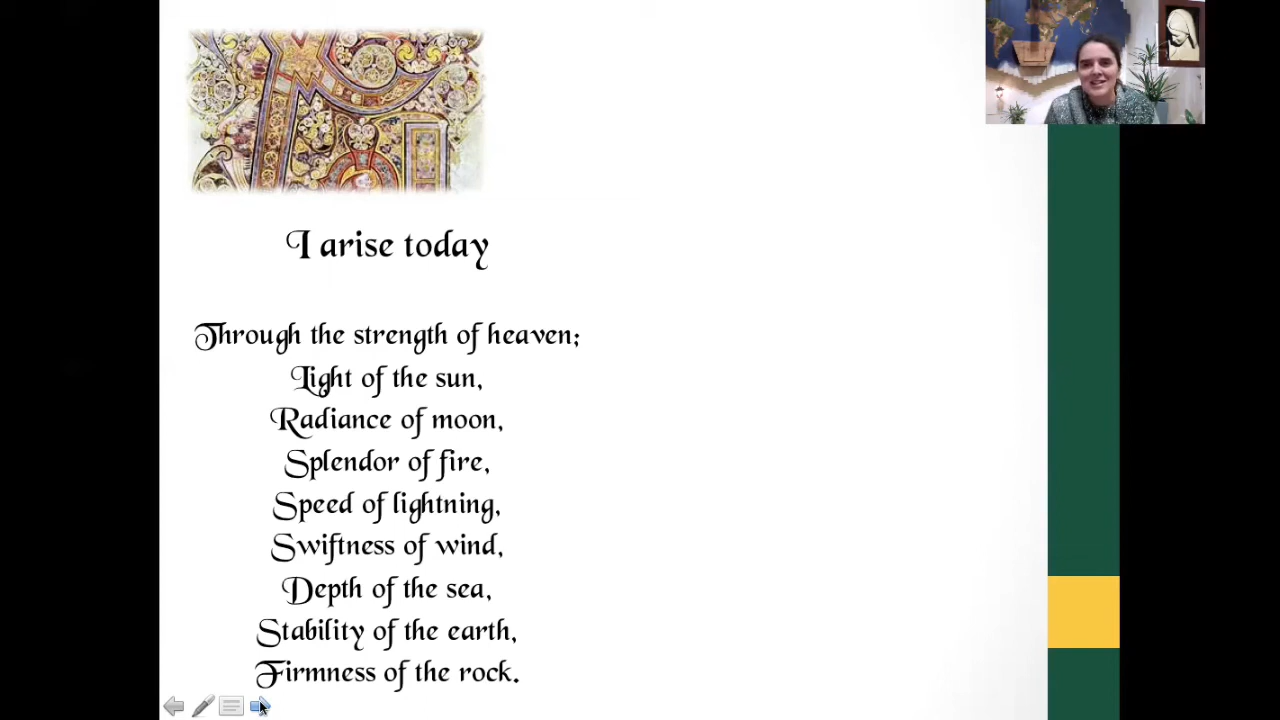 I arise today
Through the strength of heaven;
Light of the sun,
Radiance of moon,
Splendor of fire,
Speed of lightning,
Swiftness of wind,
Depth of the sea,
Stability of the earth,
Firmness of the rock.